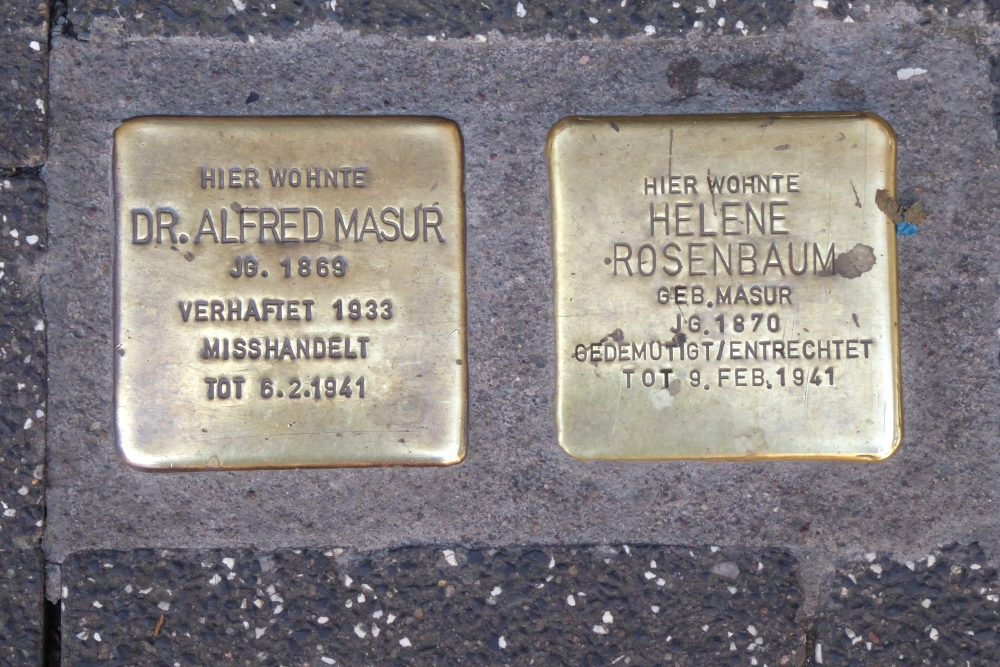 HIER WOHNTE
DR. ALFRED MASUR
JG. 1869
VERHAFTET 1933
MISSHANDELT
TOT 6.2.1941
HIER WOHNTE
HELENE
ROSENBAUM
GEB. MASUR
JG. 1870
GEDEMÜTIGT/ENTRECHTET
TOT 9. FEB. 1941